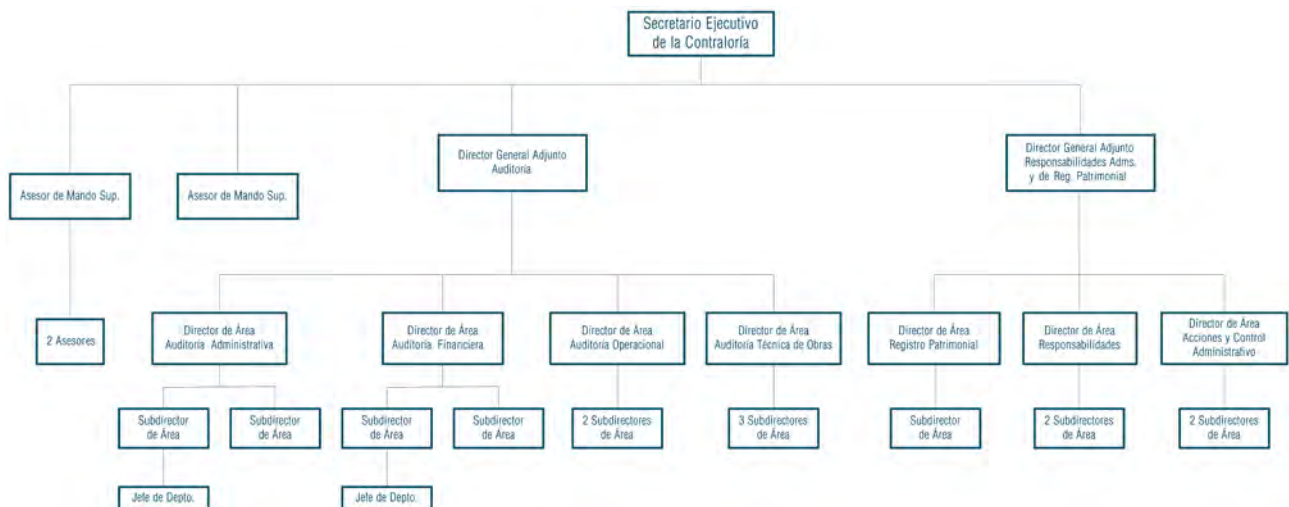 Secretario Ejecutivo
de la Contraloría
Director General Adjunto
Auditoría
Director General Adjunto
Responsabilidades Adms.
y de Reg. Patrimonial
Asesor de Mando Sup.
Asesor de Mando Sup.
2 Asesores
Director de Área
Auditoría Administrativa
Director de Área
Auditoría Financiera
Director de Área
Auditoría Operacional
Director de Área
Auditoría Técnica de Obras
Director de Área
Registro Patrimonial
Director de Área
Responsabilidades
Director de Área
Acciones y Control
Administrativo
Subdirector
de Área
Subdirector
de Área
Subdirector
de Área
Subdirector
de Área
2 Subdirectores
de Área
3 Subdirectores
de Área
Subdirector
de Área
2 Subdirectores
de Área
2 Subdirectores
de Área
Jefe de Depto.
Jefe de Depto.